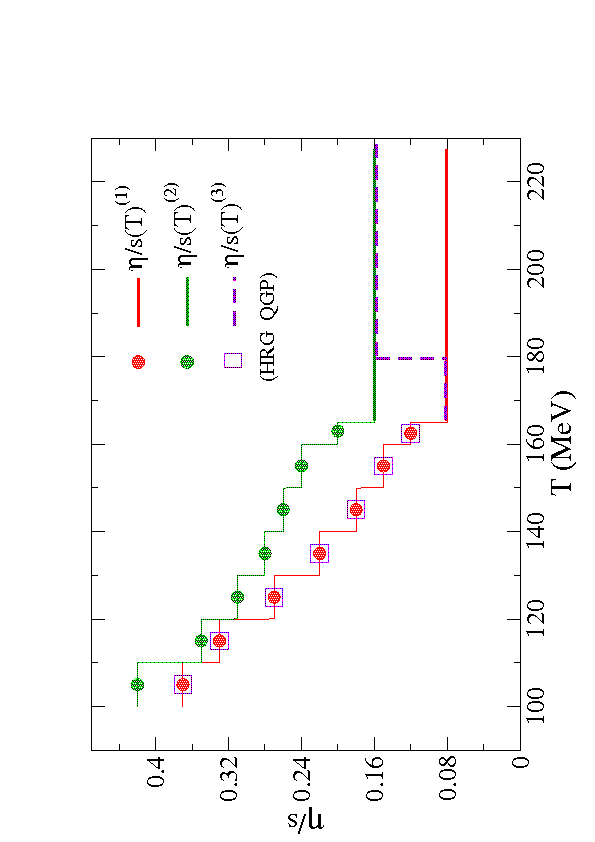 η/s(T)(1)
η/s(T)(2)
η/s(T)(3)
(HRG QGP)
0.4
0.32
0.24
0.16
0.08
0
η/s
100
120
140
160
180
200
220
T (MeV)